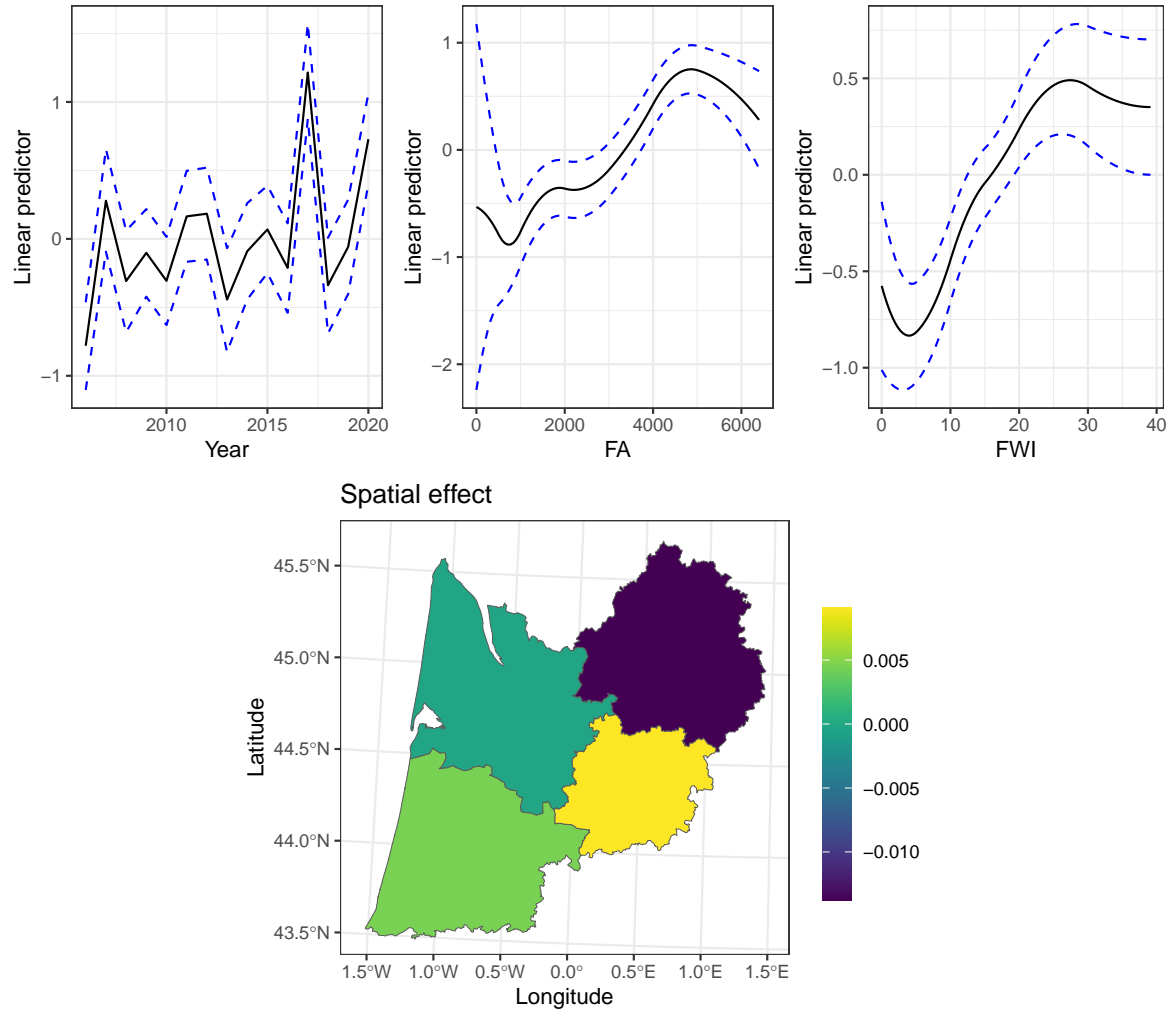 Linear predictor
1
0
−1
2010
2015
2020
Year
Linear predictor
1
0
−1
−2
0
2000
4000
6000
FA
Linear predictor
0.5
0.0
−0.5
−1.0
0
10
20
30
40
FWI
Spatial effect
Latitude
45.5°N
45.0°N
44.5°N
44.0°N
43.5°N
1.5°W
1.0°W
0.5°W
0.0°
0.5°E
1.0°E
1.5°E
Longitude
0.005
0.000
−0.005
−0.010